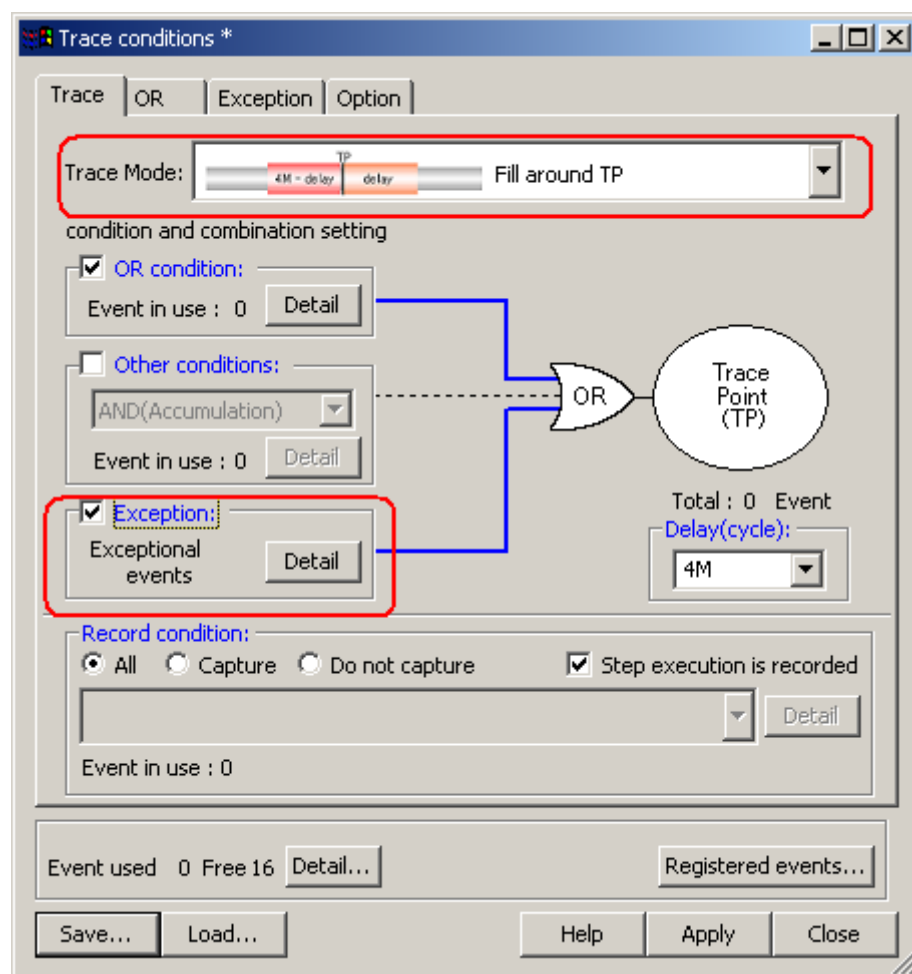 Trace conditions *
Trace OR Exception Option
Trace Mode: 4M - delay TP delay Fill around TP
condition and combination setting
OR condition:
Event in use : 0 Detail
Other conditions:
AND(Accumulation)
Event in use : 0 Detail
Exception:
Exceptional
events
Detail
OR
Trace
Point
(TP)
Total : 0 Event
Delay(cycle):
4M
Record condition:
All Capture Do not capture Step execution is recorded
Detail
Event in use : 0
Event used 0 Free 16 Detail... Registered events...
Save... Load... Help Apply Close